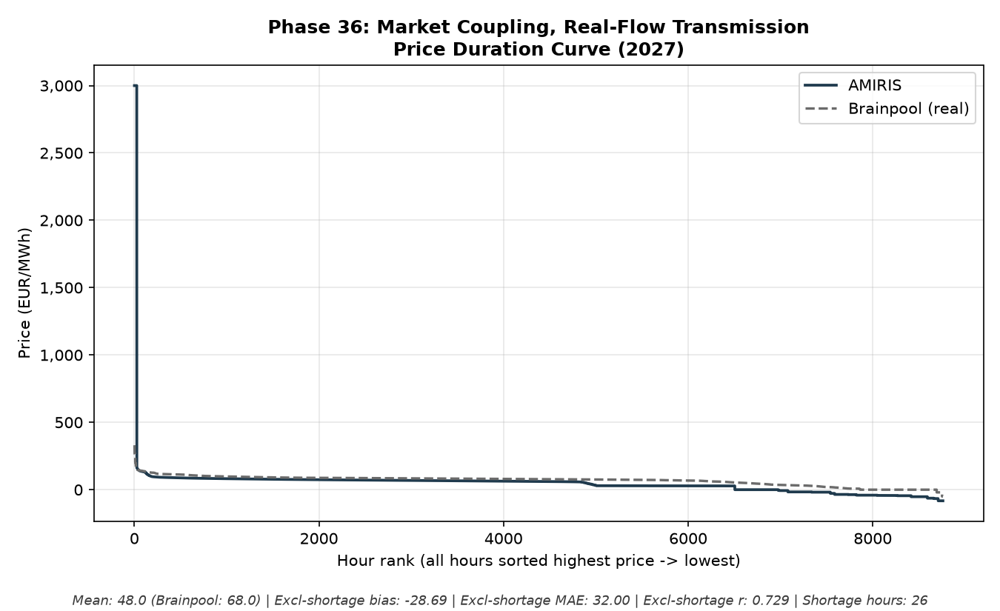 Phase 36: Market Coupling, Real-Flow Transmission
Price Duration Curve (2027)
AMIRIS
Brainpool (real)
3,000
2,500
2,000
1,500
1,000
500
0
Price (EUR/MWh)
0 2000 4000 6000 8000
Hour rank (all hours sorted highest price -> lowest)
Mean: 48.0 (Brainpool: 68.0) | Excl-shortage bias: -28.69 | Excl-shortage MAE: 32.00 | Excl-shortage r: 0.729 | Shortage hours: 26